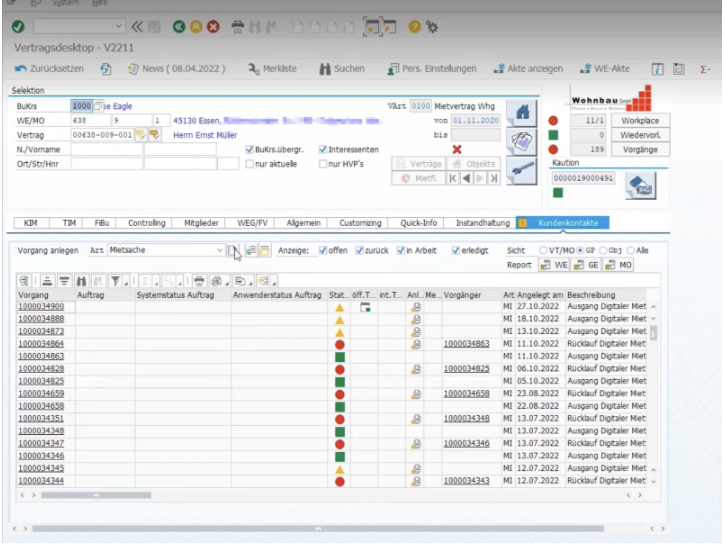 System Hilfe
Vertragsdesktop - V2211
Zurücksetzen News ( 08.04.2022 ) Merkliste Suchen Pers. Einstellungen Akte anzeigen WE-Akte
Selektion
BuKrs 1000 Eagle VArt 0100 Mietvertrag Whg
Wohnbau GmbH
WE/MO 638 9 1 45130 Essen, von 01.11.2020 11/1 Workplace
Vertrag 00638-009-001 Herrn Ernst Müller bis 0 Wiedervorl.
N./Vorname BuKrs.übergr. Interessenten 189 Vorgänge
Ort/Str/Hnr nur aktuelle nur HVP's Verträge Objekte Kaution
Mietfl. 0000019000491
KIM TIM FiBu Controlling Mitglieder WEG/FV Allgemein Customizing Quick-Info Instandhaltung Kundenkontakte
Vorgang anlegen Art Mietsache Anzeige: offen zurück in Arbeit erledigt Sicht VT/MO GP Obj Alle
Report WE GE MO
Vorgang Auftrag Systemstatus Auftrag Anwenderstatus Auftrag Stat... öff.T... int.T... Anl... Me... Vorgänger Art Angelegt am Beschreibung
1000034900 MI 27.10.2022 Ausgang Digitaler Miet
1000034888 MI 18.10.2022 Ausgang Digitaler Miet
1000034873 MI 13.10.2022 Ausgang Digitaler Miet
1000034864 1000034863 MI 11.10.2022 Rücklauf Digitaler Miet
1000034863 MI 11.10.2022 Ausgang Digitaler Miet
1000034828 1000034825 MI 06.10.2022 Rücklauf Digitaler Miet
1000034825 MI 05.10.2022 Ausgang Digitaler Miet
1000034659 1000034658 MI 23.08.2022 Rücklauf Digitaler Miet
1000034658 MI 22.08.2022 Ausgang Digitaler Miet
1000034351 1000034348 MI 13.07.2022 Rücklauf Digitaler Miet
1000034348 MI 13.07.2022 Ausgang Digitaler Miet
1000034347 1000034346 MI 13.07.2022 Rücklauf Digitaler Miet
1000034346 MI 13.07.2022 Ausgang Digitaler Miet
1000034345 MI 12.07.2022 Ausgang Digitaler Miet
1000034344 1000034343 MI 12.07.2022 Rücklauf Digitaler Miet